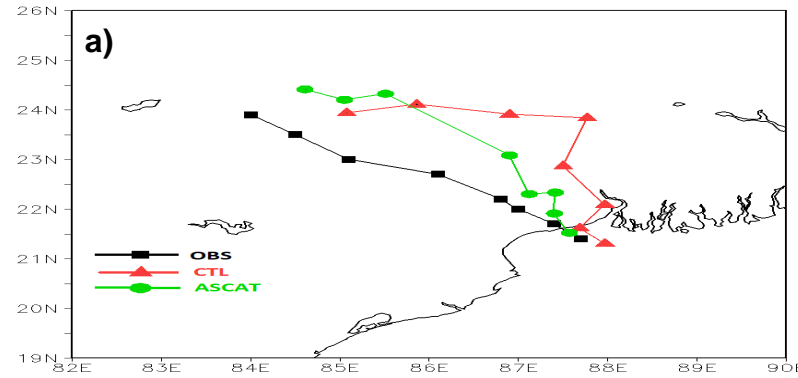 26N
a)
25N
24N
23N
22N
21N
20N
19N
OBS
CTL
ASCAT
82E 83E 84E 85E 86E 87E 88E 89E 90E